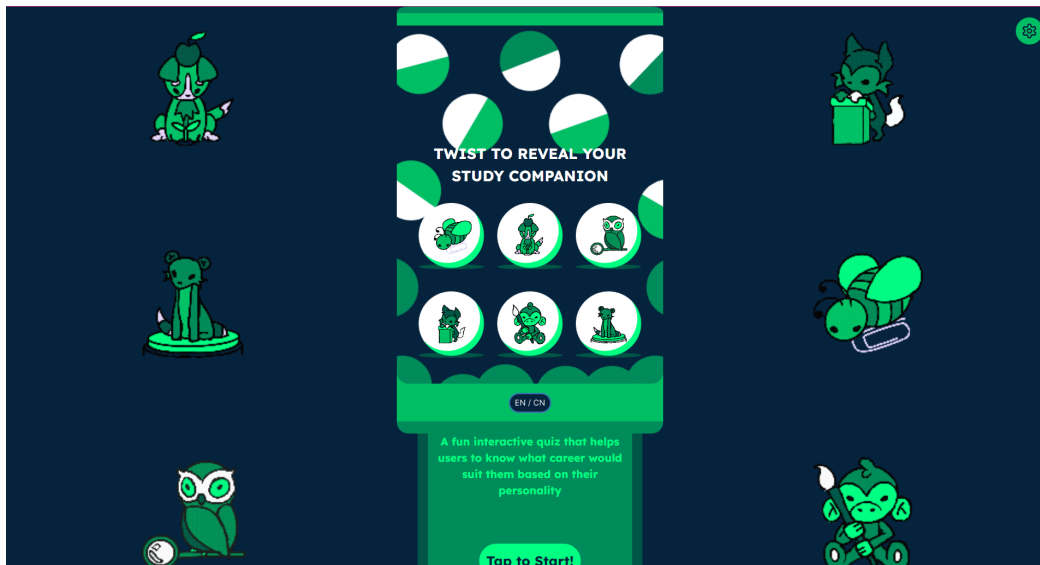 TWIST TO REVEAL YOUR
STUDY COMPANION
EN / CN
A fun interactive quiz that helps
users to know what career would
suit them based on their
personality
Tap to Start!